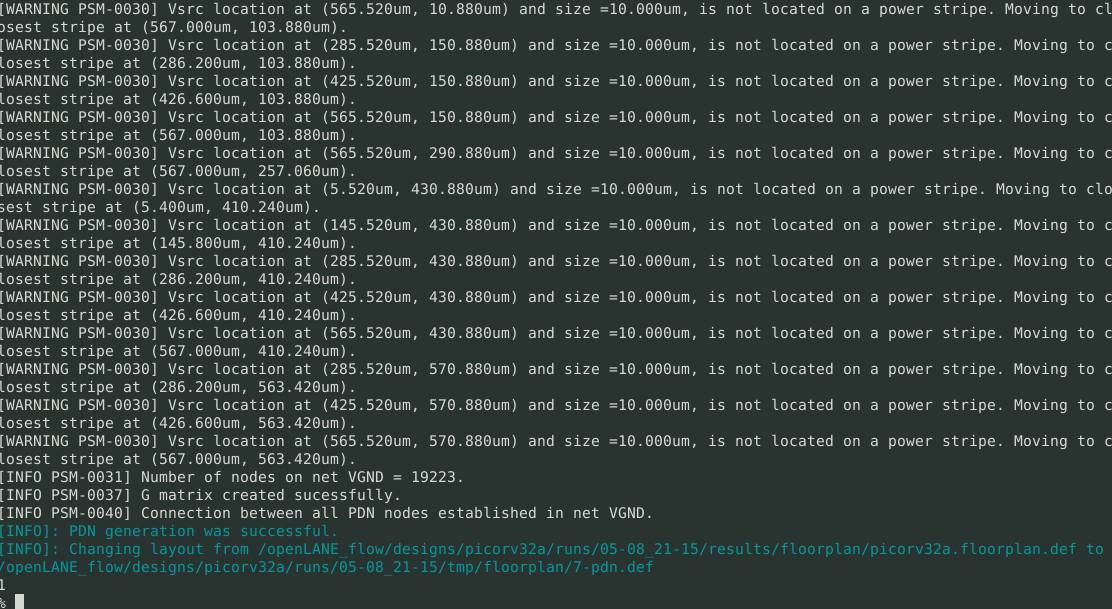 [WARNING PSM-0030] Vsrc location at (565.520um, 10.880um) and size =10.000um, is not located on a power stripe. Moving to cl
osest stripe at (567.000um, 103.880um).
[WARNING PSM-0030] Vsrc location at (285.520um, 150.880um) and size =10.000um, is not located on a power stripe. Moving to c
losest stripe at (286.200um, 103.880um).
[WARNING PSM-0030] Vsrc location at (425.520um, 150.880um) and size =10.000um, is not located on a power stripe. Moving to c
losest stripe at (426.600um, 103.880um).
[WARNING PSM-0030] Vsrc location at (565.520um, 150.880um) and size =10.000um, is not located on a power stripe. Moving to c
losest stripe at (567.000um, 103.880um).
[WARNING PSM-0030] Vsrc location at (565.520um, 290.880um) and size =10.000um, is not located on a power stripe. Moving to c
losest stripe at (567.000um, 257.060um).
[WARNING PSM-0030] Vsrc location at (5.520um, 430.880um) and size =10.000um, is not located on a power stripe. Moving to clo
sest stripe at (5.400um, 410.240um).
[WARNING PSM-0030] Vsrc location at (145.520um, 430.880um) and size =10.000um, is not located on a power stripe. Moving to c
losest stripe at (145.800um, 410.240um).
[WARNING PSM-0030] Vsrc location at (285.520um, 430.880um) and size =10.000um, is not located on a power stripe. Moving to c
losest stripe at (286.200um, 410.240um).
[WARNING PSM-0030] Vsrc location at (425.520um, 430.880um) and size =10.000um, is not located on a power stripe. Moving to c
losest stripe at (426.600um, 410.240um).
[WARNING PSM-0030] Vsrc location at (565.520um, 430.880um) and size =10.000um, is not located on a power stripe. Moving to c
losest stripe at (567.000um, 410.240um).
[WARNING PSM-0030] Vsrc location at (285.520um, 570.880um) and size =10.000um, is not located on a power stripe. Moving to c
losest stripe at (286.200um, 563.420um).
[WARNING PSM-0030] Vsrc location at (425.520um, 570.880um) and size =10.000um, is not located on a power stripe. Moving to c
losest stripe at (426.600um, 563.420um).
[WARNING PSM-0030] Vsrc location at (565.520um, 570.880um) and size =10.000um, is not located on a power stripe. Moving to c
losest stripe at (567.000um, 563.420um).
[INFO PSM-0031] Number of nodes on net VGND = 19223.
[INFO PSM-0037] G matrix created sucessfully.
[INFO PSM-0040] Connection between all PDN nodes established in net VGND.
[INFO]: PDN generation was successful.
[INFO]: Changing layout from /openLANE_flow/designs/picorv32a/runs/05-08_21-15/results/floorplan/picorv32a.floorplan.def to
/openLANE_flow/designs/picorv32a/runs/05-08_21-15/tmp/floorplan/7-pdn.def
1
%